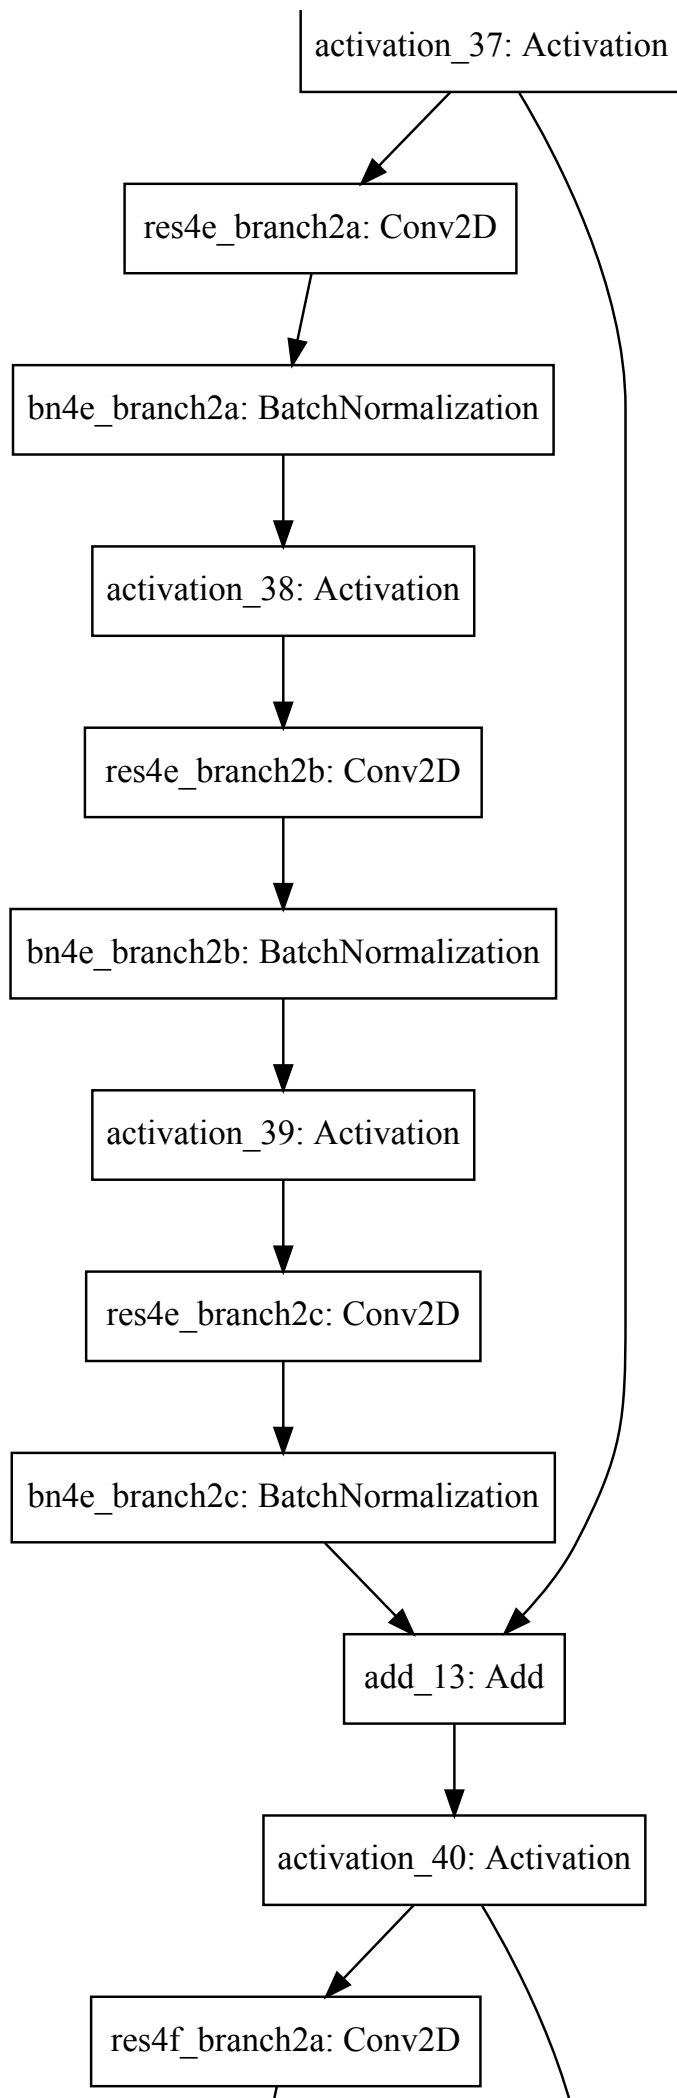 activation_37: Activation
res4e_branch2a: Conv2D
bn4e_branch2a: BatchNormalization
activation_38: Activation
res4e_branch2b: Conv2D
bn4e_branch2b: BatchNormalization
activation_39: Activation
res4e_branch2c: Conv2D
bn4e_branch2c: BatchNormalization
add_13: Add
activation_40: Activation
res4f_branch2a: Conv2D